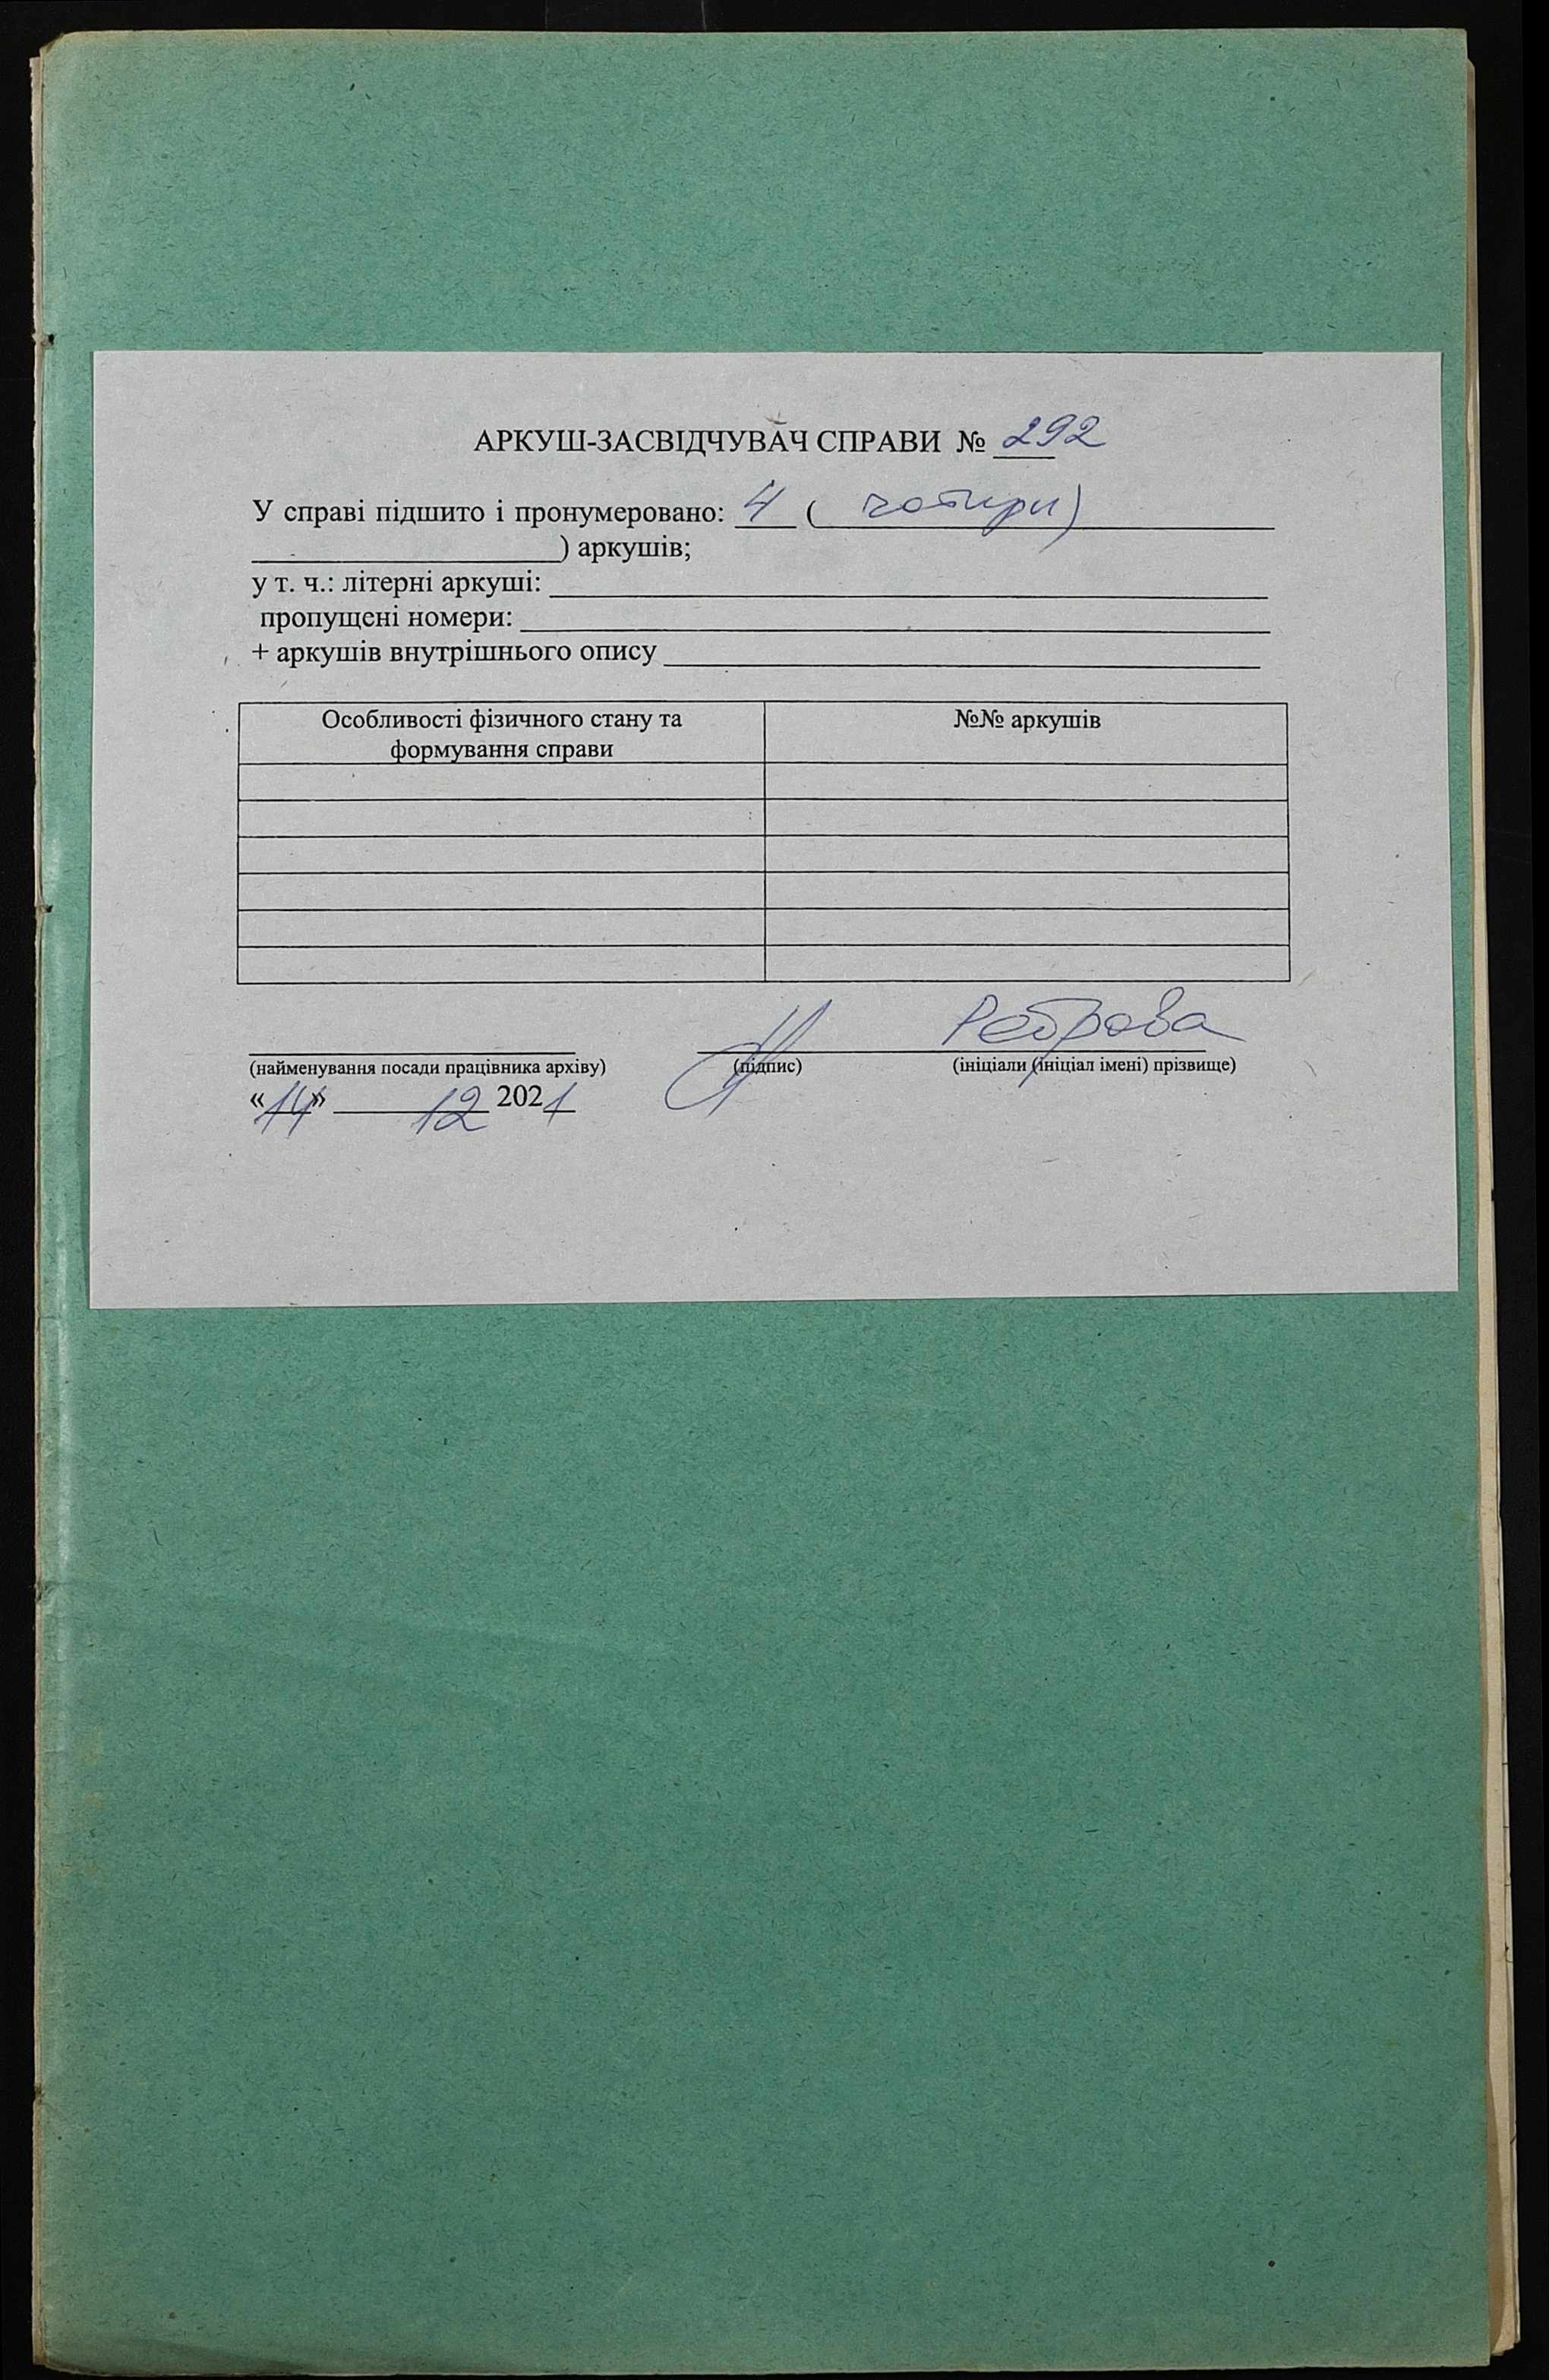 АРКУШ-ЗАСВІДЧУВАЧ СПРАВИ № 292
У справі підшито і пронумеровано: 4 ( чотири)
) аркушів;
у т. ч.: літерні аркуші:
пропущені номери:
+ аркушів внутрішнього опису
Особливості фізичного стану та №№ аркушів
формування справи
Реброва
(найменування посади працівника архіву) (підпис) (ініціали (ініціал імені) прізвище)
«14» 12 2021